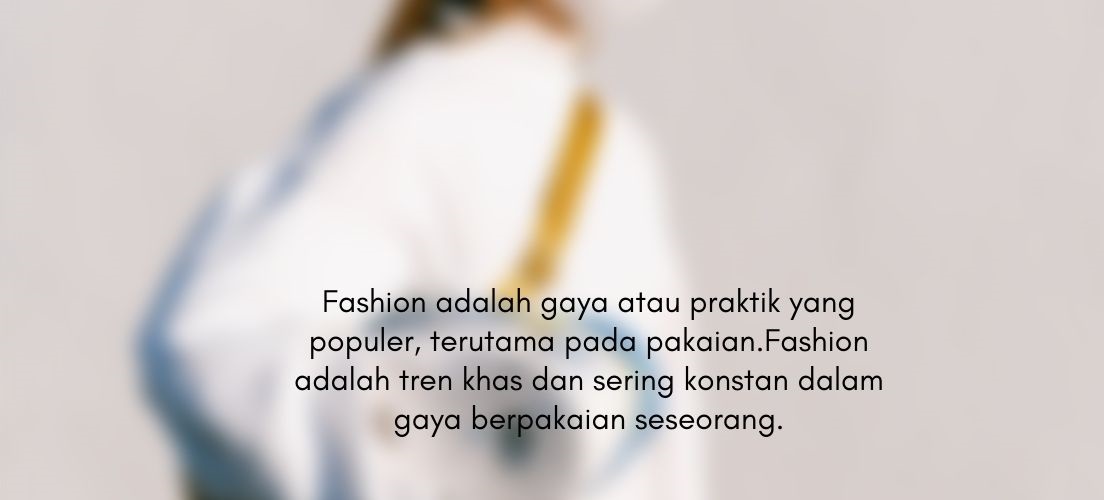 Fashion adalah gaya atau praktik yang
populer, terutama pada pakaian.Fashion
adalah tren khas dan sering konstan dalam
gaya berpakaian seseorang.